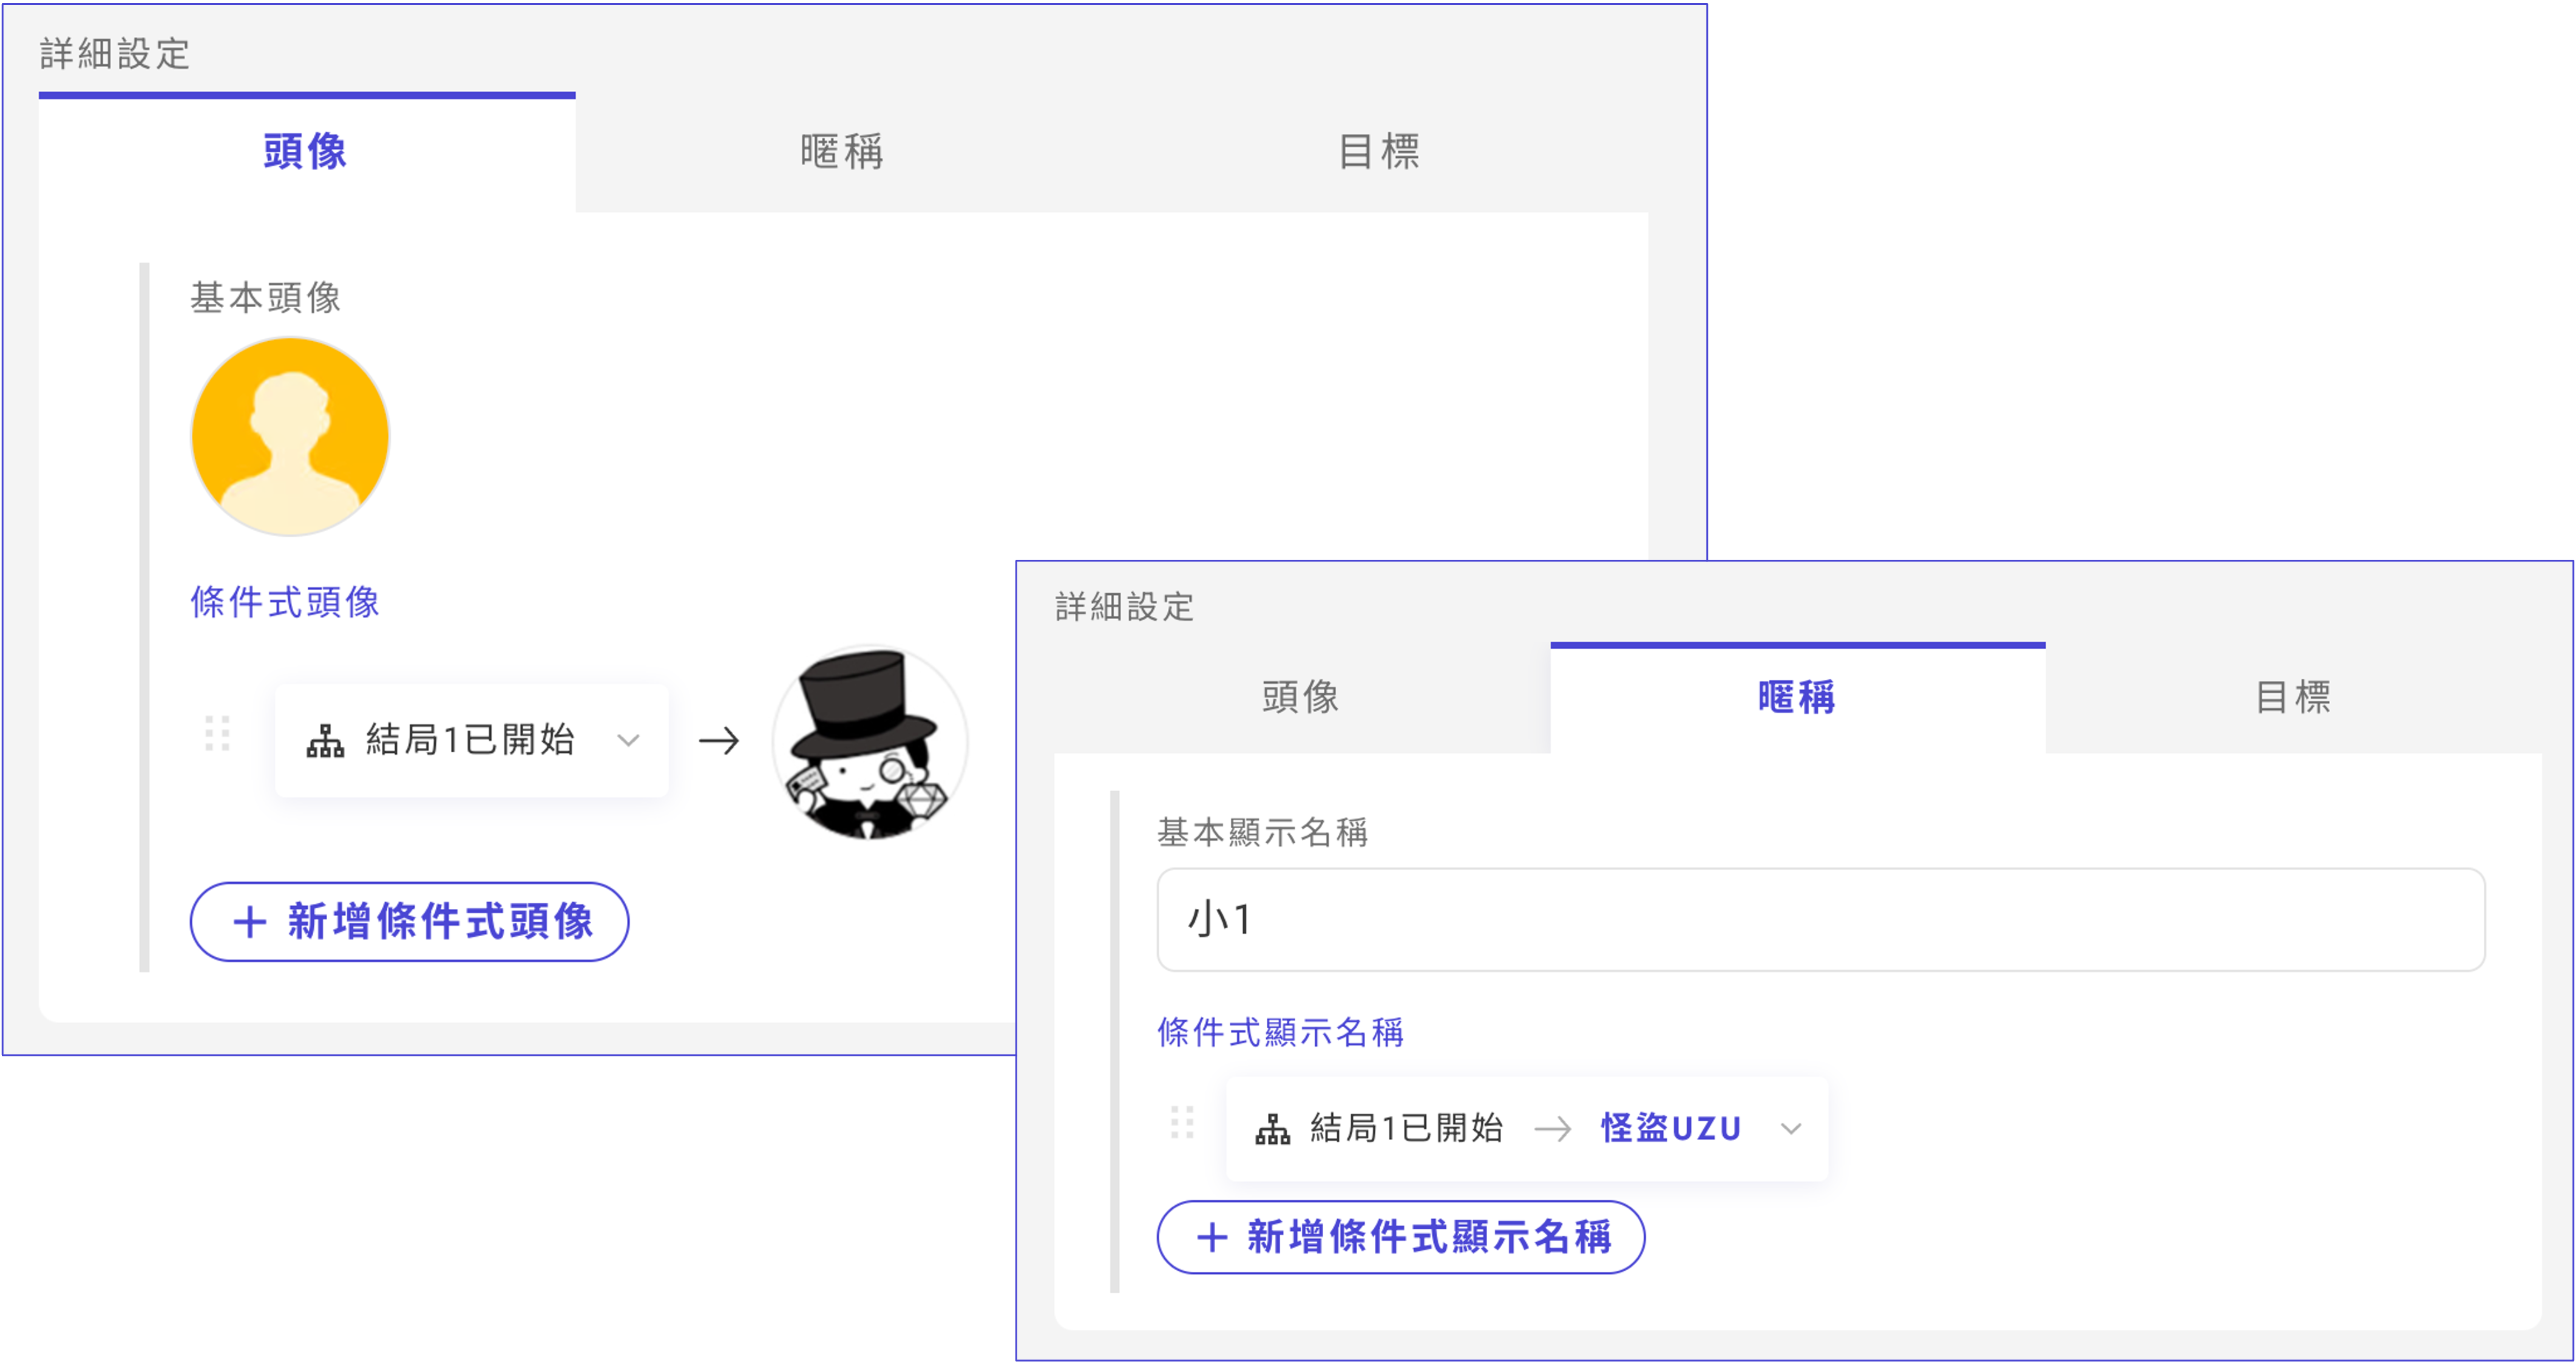 詳細設定
頭像 暱稱 目標
基本頭像
條件式頭像
結局1已開始
新增條件式頭像
詳細設定
頭像 暱稱 目標
基本顯示名稱
小1
條件式顯示名稱
結局1已開始 → 怪盜UZU
新增條件式顯示名稱